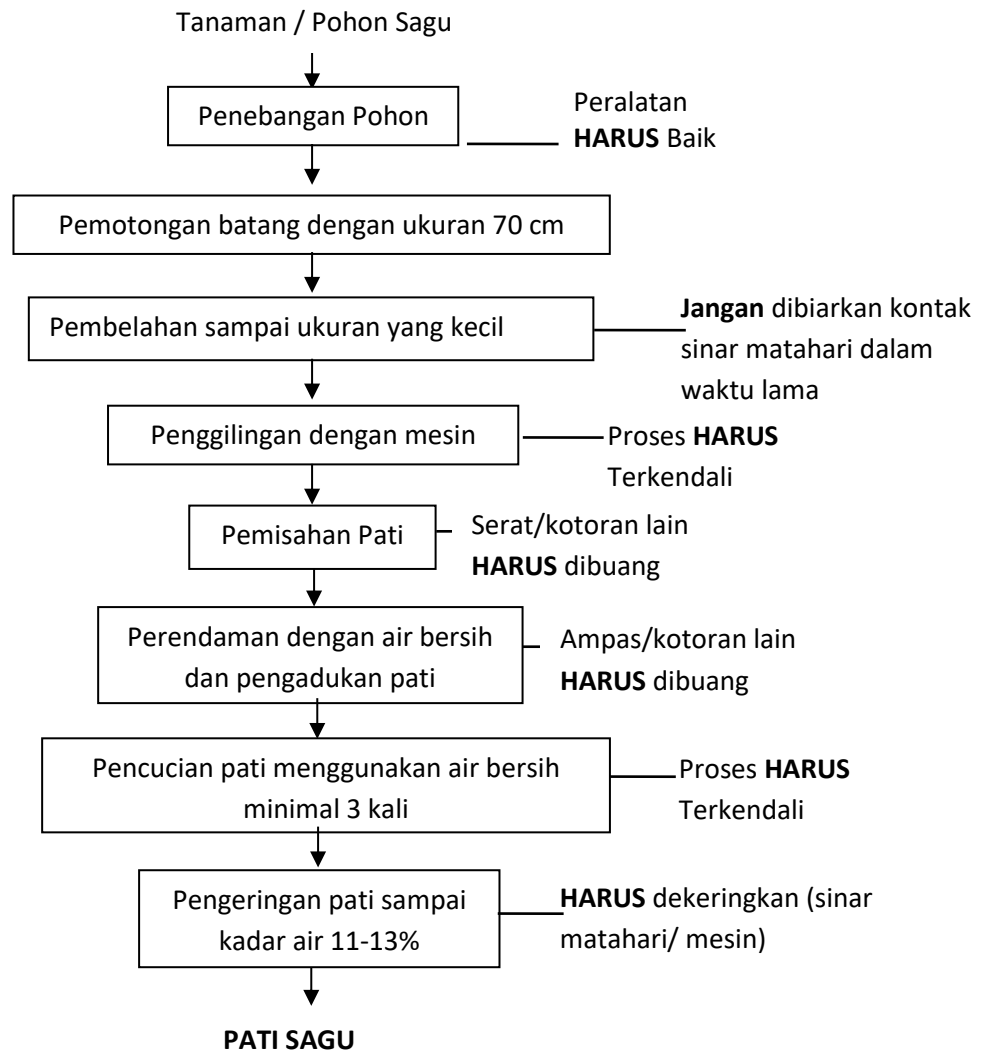 Tanaman / Pohon Sagu
Penebangan Pohon
Peralatan
HARUS Baik
Pemotongan batang dengan ukuran 70 cm
Pembelahan sampai ukuran yang kecil
Jangan dibiarkan kontak
sinar matahari dalam
waktu lama
Penggilingan dengan mesin
Proses HARUS
Terkendali
Pemisahan Pati
Serat/kotoran lain
HARUS dibuang
Perendaman dengan air bersih
dan pengadukan pati
Ampas/kotoran lain
HARUS dibuang
Pencucian pati menggunakan air bersih
minimal 3 kali
Proses HARUS
Terkendali
Pengeringan pati sampai
kadar air 11-13%
HARUS dekeringkan (sinar
matahari/ mesin)
PATI SAGU